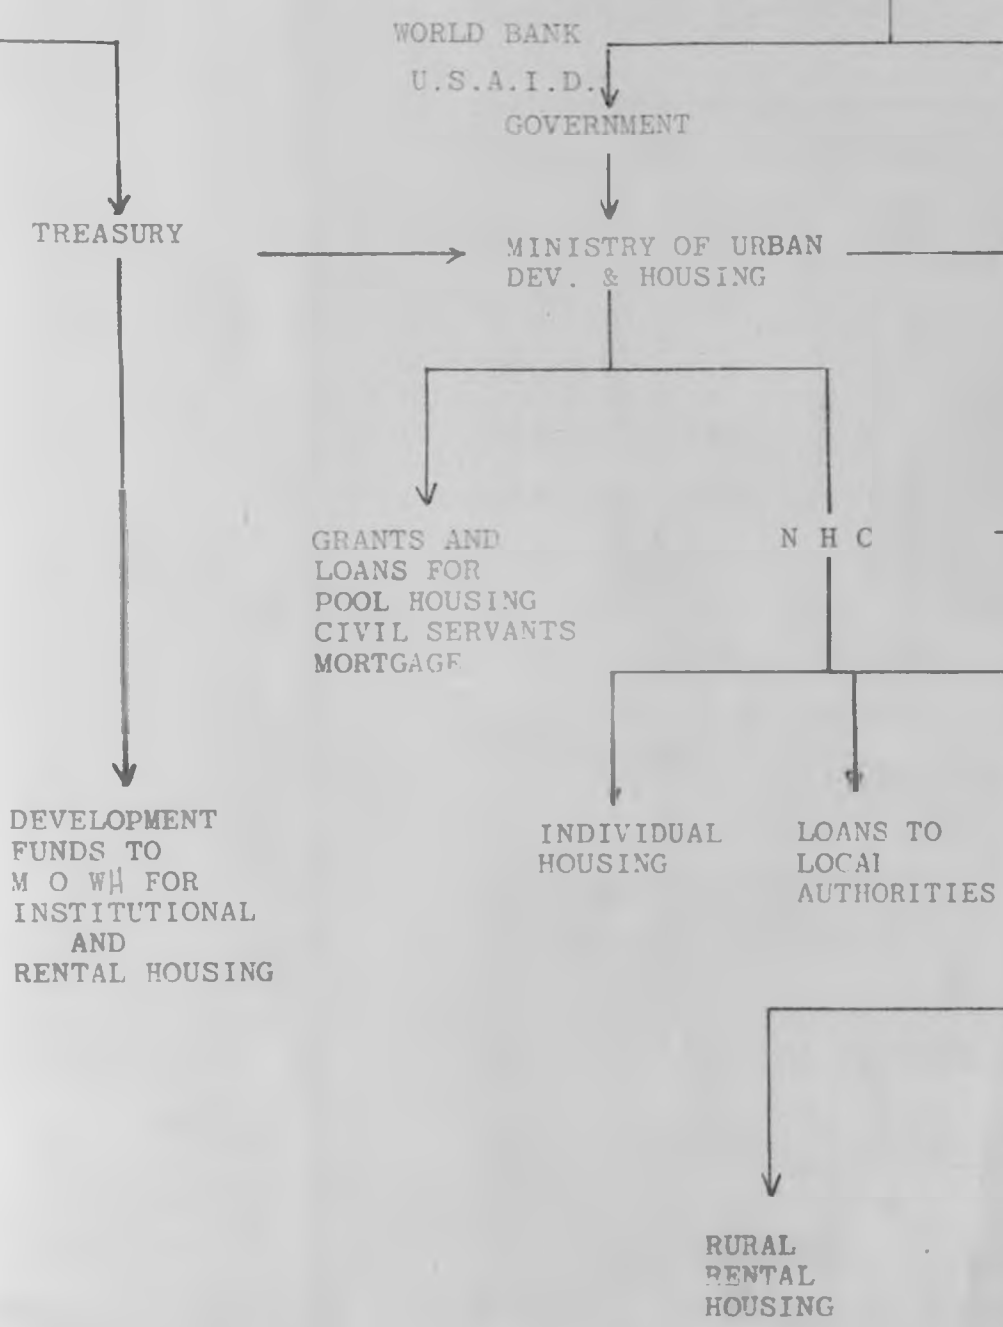 WORLD BANK
U.S.A.I.D.
GOVERNMENT
TREASURY
MINISTRY OF URBAN
DEV. & HOUSING
GRANTS AND
LOANS FOR
POOL HOUSING
CIVIL SERVANTS
MORTGAGE
N H C
DEVELOPMENT
FUNDS TO
M O WH FOR
INSTITUTIONAL
AND
RENTAL HOUSING
INDIVIDUAL
HOUSING
LOANS TO
LOCAl
AUTHORITIES
RURAL
RENTAL
HOUSING